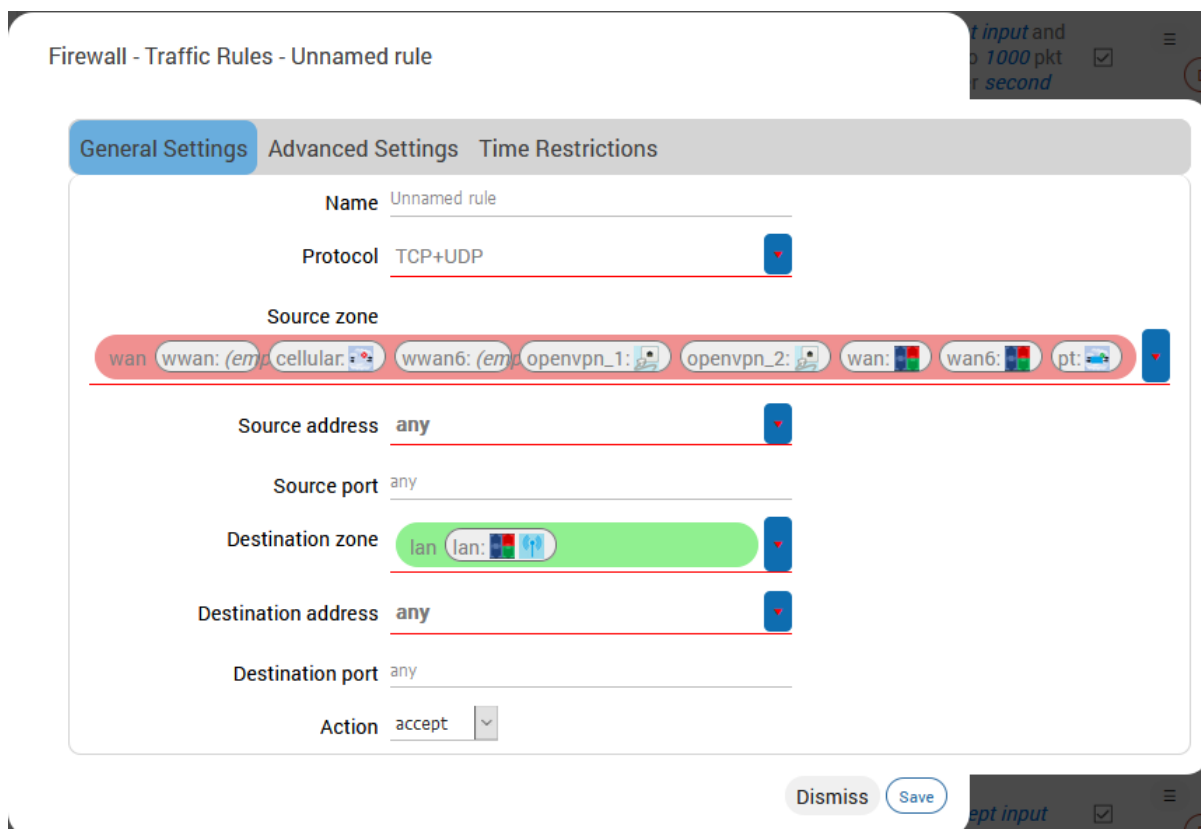 t input and
Firewall - Traffic Rules - Unnamed rule
o 1000 pkt
r second
General Settings Advanced Settings Time Restrictions
Name Unnamed rule
Protocol TCP+UDP
Source zone
wan wwan: (emp cellular: wwan6: (emp openvpn_1: openvpn_2: wan: wan6: pt:
Source address any
Source port any
Destination zone lan lan:
Destination address any
Destination port any
Action accept
Dismiss Save
ept input